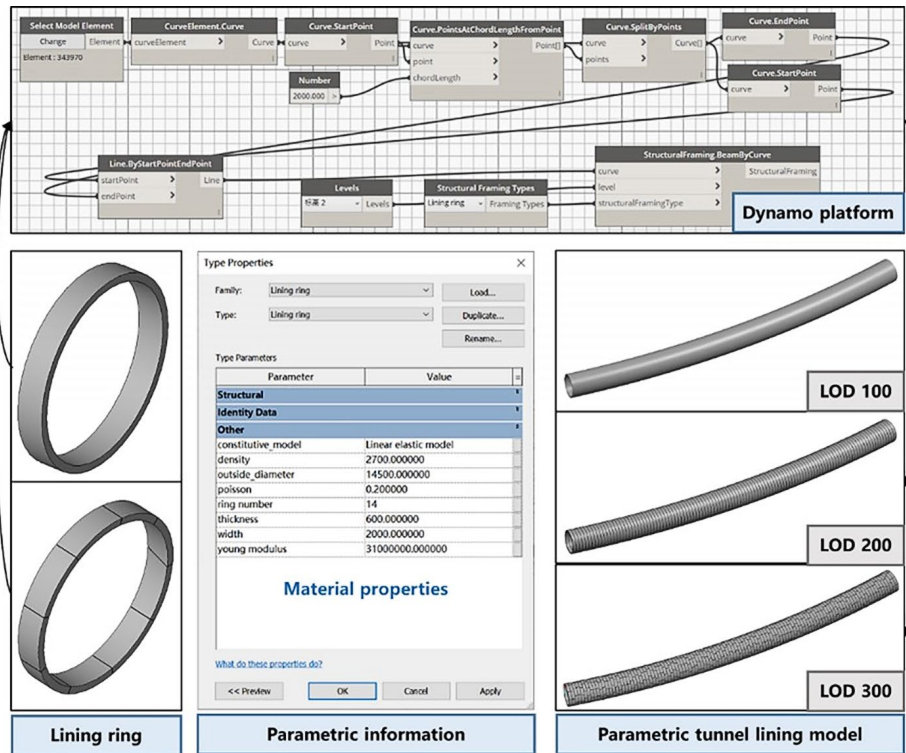 Select Model Element
Change
Element
Element : 343970
CurveElement.Curve
curveElement > Curve
Curve.StartPoint
curve > Point
Number
2000.000 >
Curve.PointsAtChordLengthFromPoint
curve > Point[]
point >
chordLength >
Curve.SplitByPoints
curve > Curve[]
points >
Curve.EndPoint
curve > Point
Curve.StartPoint
curve > Point
Line.ByStartPointEndPoint
startPoint > Line
endPoint >
Levels
标高 2
Levels
Structural Framing Types
Lining ring
Framing Types
StructuralFraming.BeamByCurve
curve > StructuralFraming
level >
structuralFramingType >
Dynamo platform
Lining ring
Type Properties
Family: Lining ring Load...
Type: Lining ring Duplicate...
Rename...
Type Parameters
Parameter Value =
Structural
Identity Data
Other
constitutive_model Linear elastic model
density 2700.000000
outside_diameter 14500.000000
poisson 0.200000
ring number 14
thickness 600.000000
width 2000.000000
young modulus 31000000.000000
Material properties
What do these properties do?
<< Preview OK Cancel Apply
Parametric information
LOD 100
LOD 200
LOD 300
Parametric tunnel lining model